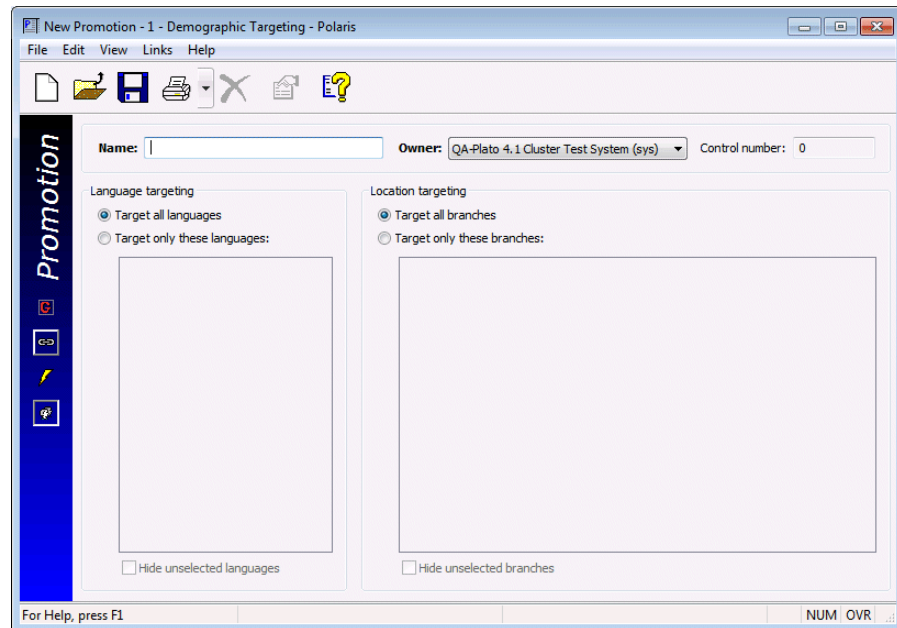 New Promotion - 1 - Demographic Targeting - Polaris
File Edit View Links Help
Promotion
Name:
Owner: QA-Plato 4.1 Cluster Test System (sys)
Control number: 0
Language targeting
Target all languages
Target only these languages:
Hide unselected languages
Location targeting
Target all branches
Target only these branches:
Hide unselected branches
G
For Help, press F1
NUM OVR